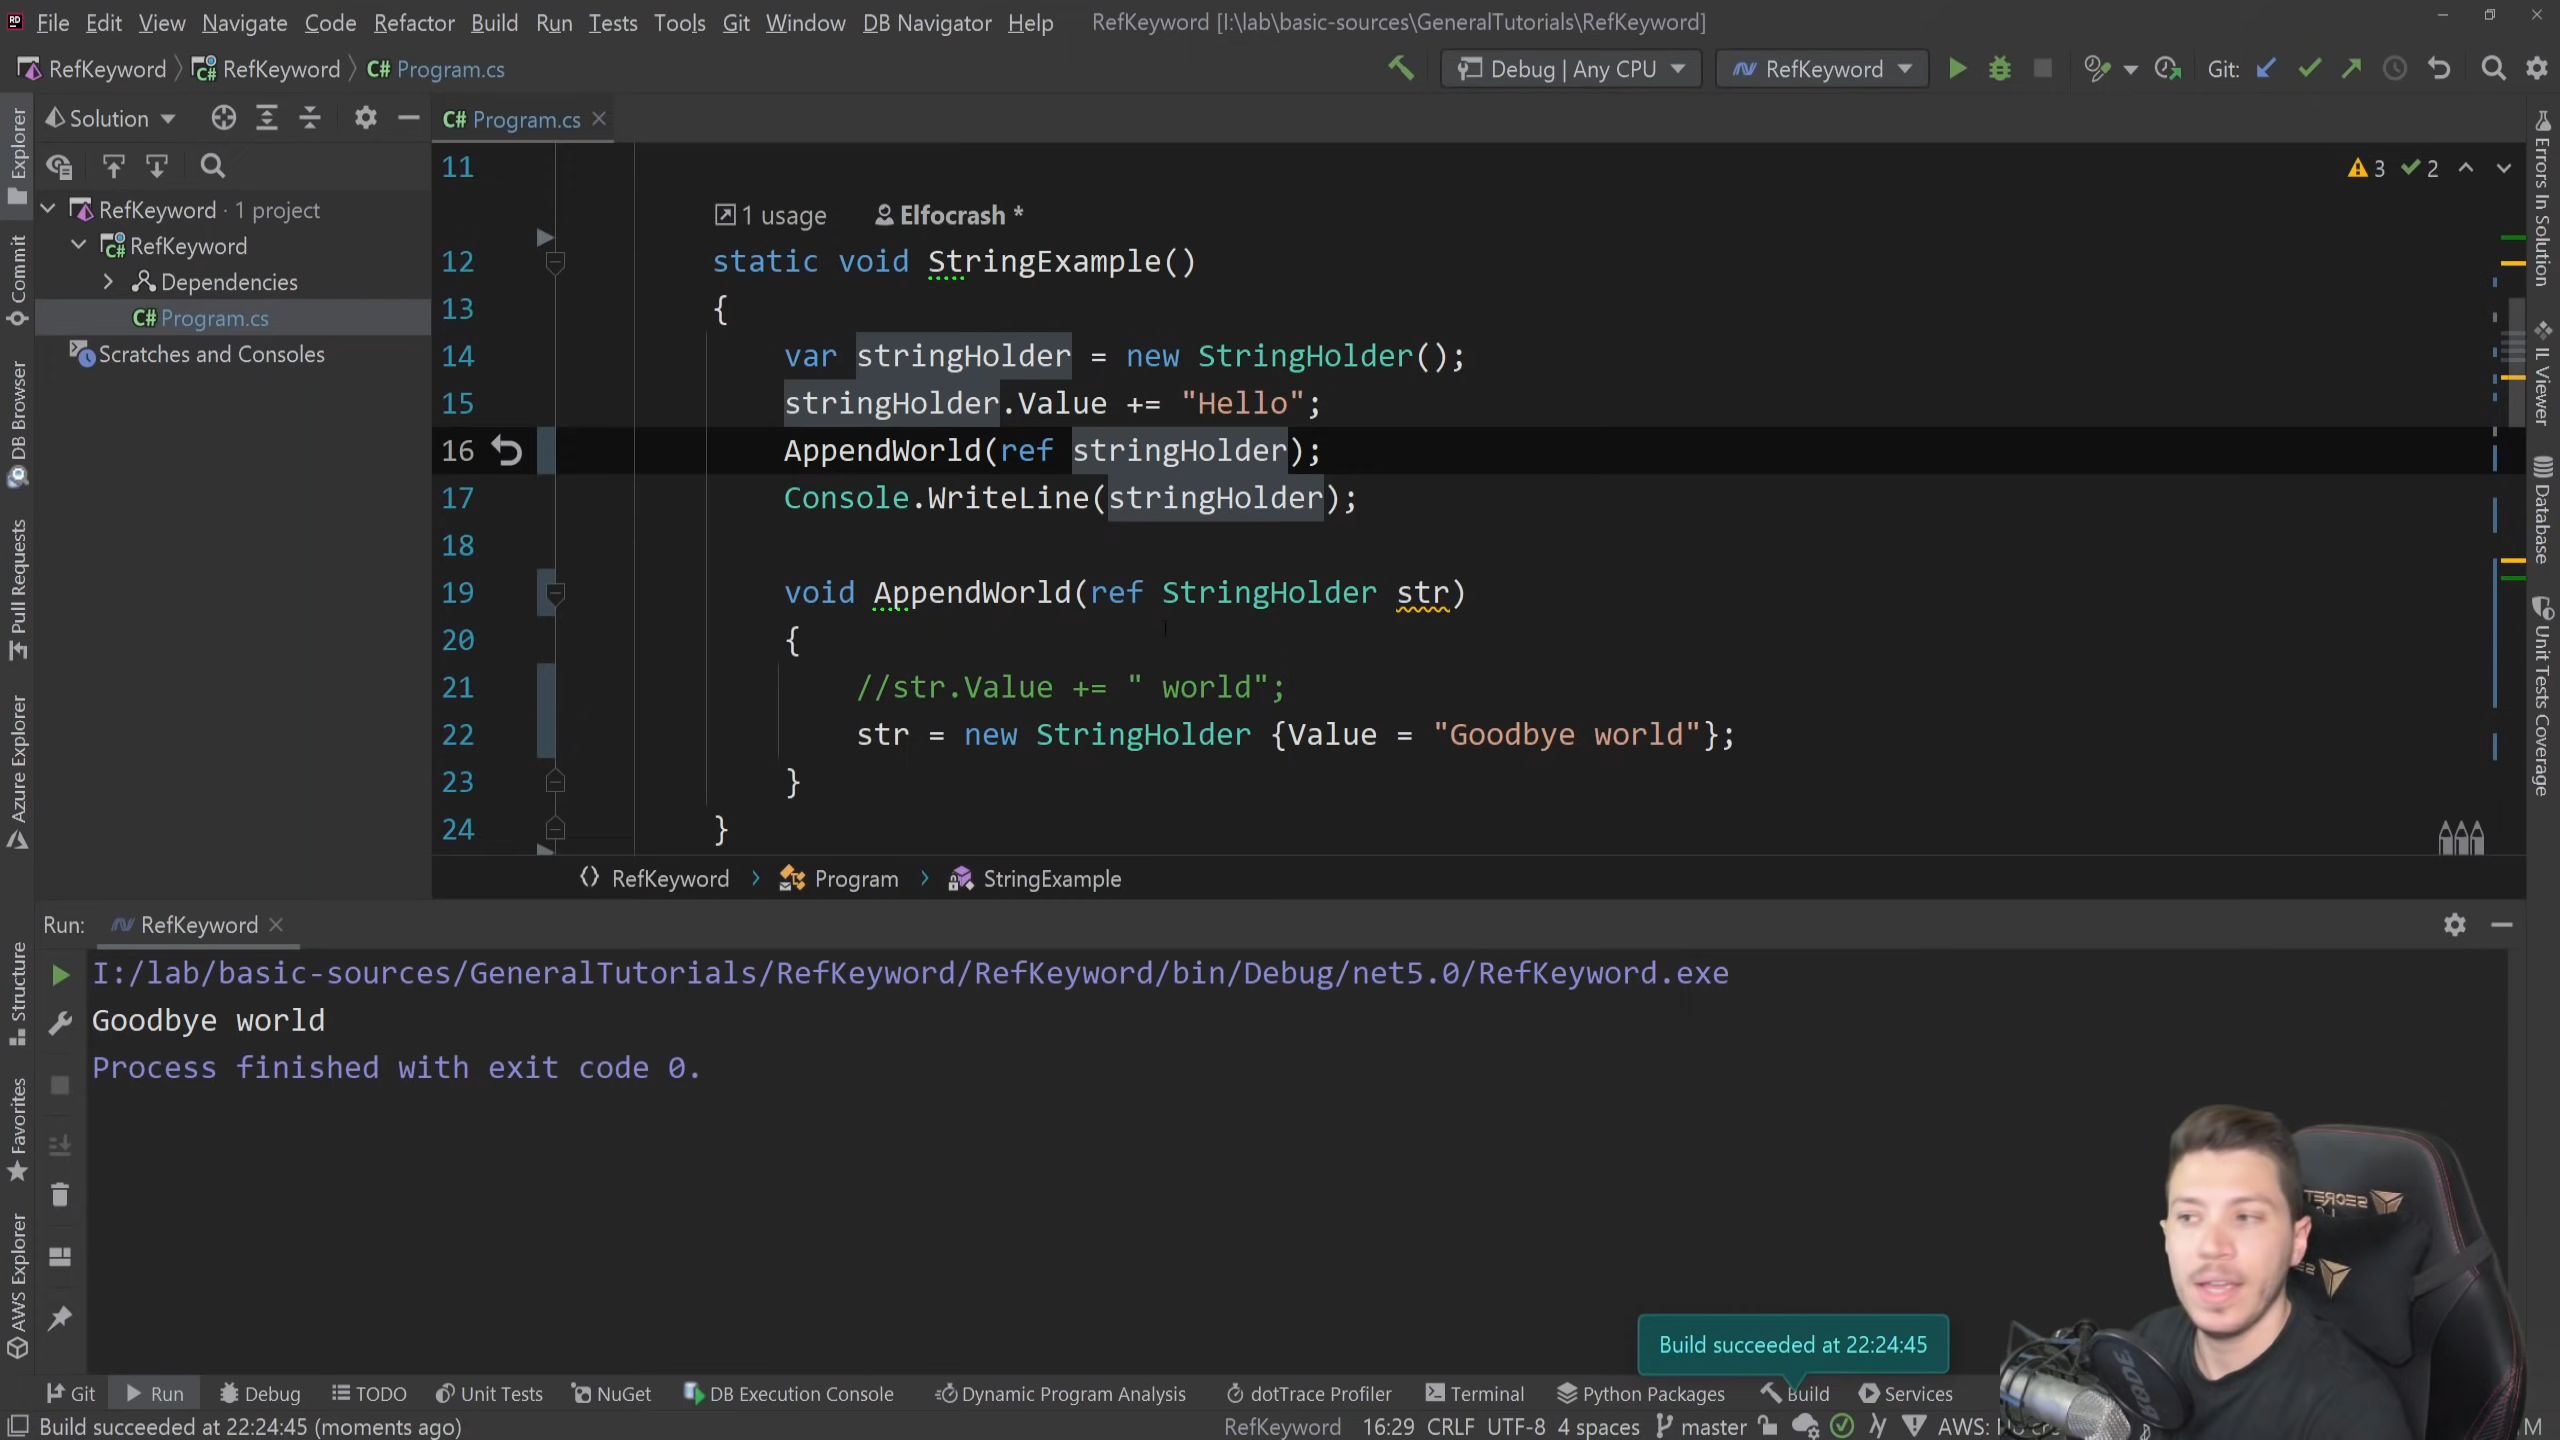 File Edit View Navigate Code Refactor Build Run Tests Tools Git Window DB Navigator Help RefKeyword [I:\lab\basic-sources\GeneralTutorials\RefKeyword]
RefKeyword RefKeyword C# Program.cs Debug | Any CPU RefKeyword Git:
Solution
C# Program.cs
RefKeyword · 1 project
RefKeyword
Dependencies
C# Program.cs
Scratches and Consoles
Explorer
Commit
DB Browser
Pull Requests
Azure Explorer
Structure
Favorites
AWS Explorer
3 2
11
1 usage Elfocrash *
12 static void StringExample()
13 {
14 var stringHolder = new StringHolder();
15 stringHolder.Value += "Hello";
16 AppendWorld(ref stringHolder);
17 Console.WriteLine(stringHolder);
18
19 void AppendWorld(ref StringHolder str)
20 {
21 //str.Value += " world";
22 str = new StringHolder {Value = "Goodbye world"};
23 }
24 }
RefKeyword Program StringExample
Errors In Solution
IL Viewer
Database
Unit Tests Coverage
Run: RefKeyword
I:/lab/basic-sources/GeneralTutorials/RefKeyword/RefKeyword/bin/Debug/net5.0/RefKeyword.exe
Goodbye world
Process finished with exit code 0.
Build succeeded at 22:24:45
Git Run Debug TODO Unit Tests NuGet DB Execution Console Dynamic Program Analysis dotTrace Profiler Terminal Python Packages Build Services
Build succeeded at 22:24:45 (moments ago) RefKeyword 16:29 CRLF UTF-8 4 spaces master AWS: